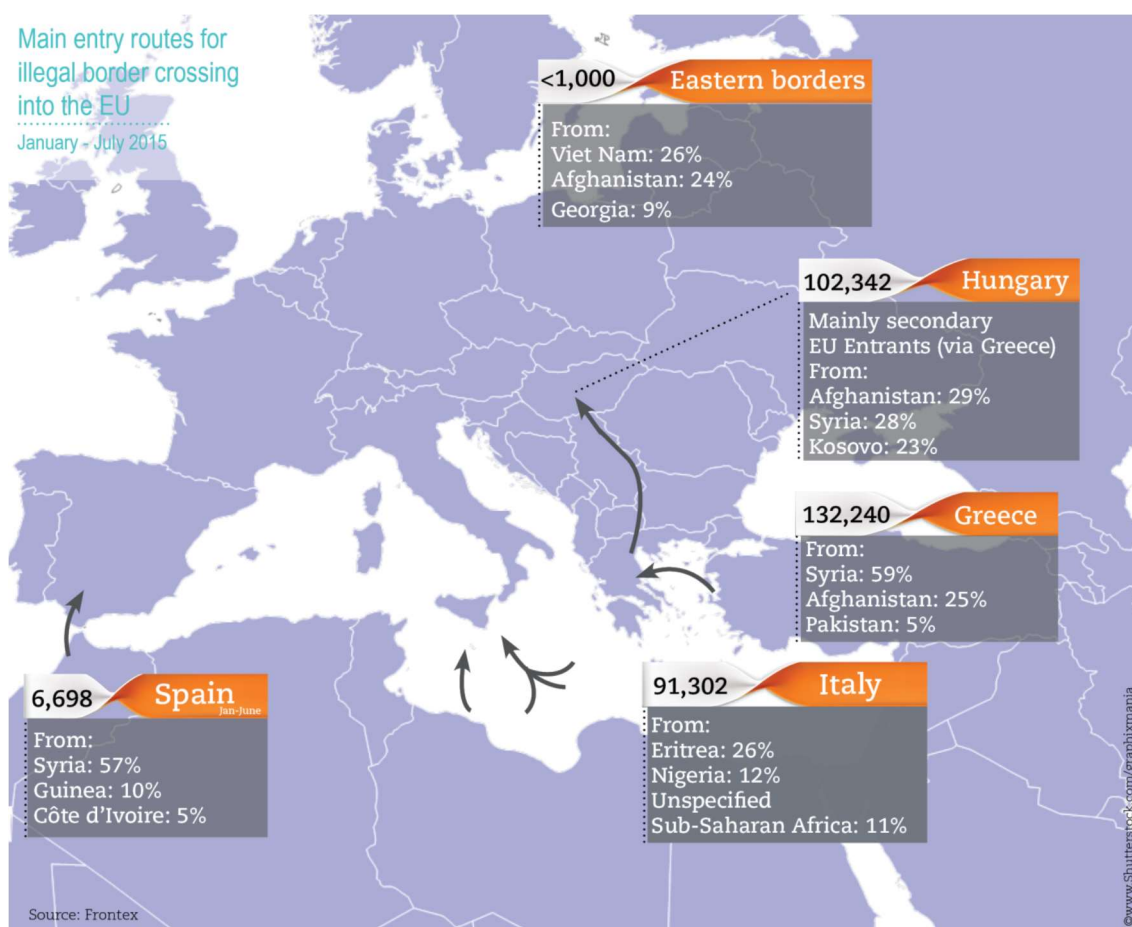 Main entry routes for
illegal border crossing
into the EU
January - July 2015
<1,000 Eastern borders
From:
Viet Nam: 26%
Afghanistan: 24%
Georgia: 9%
102,342 Hungary
Mainly secondary
EU Entrants (via Greece)
From:
Afghanistan: 29%
Syria: 28%
Kosovo: 23%
132,240 Greece
From:
Syria: 59%
Afghanistan: 25%
Pakistan: 5%
6,698 Spain
Jan-June
From:
Syria: 57%
Guinea: 10%
Côte d'Ivoire: 5%
91,302 Italy
From:
Eritrea: 26%
Nigeria: 12%
Unspecified
Sub-Saharan Africa: 11%
Source: Frontex
©www.Shutterstock.com/graphixmania